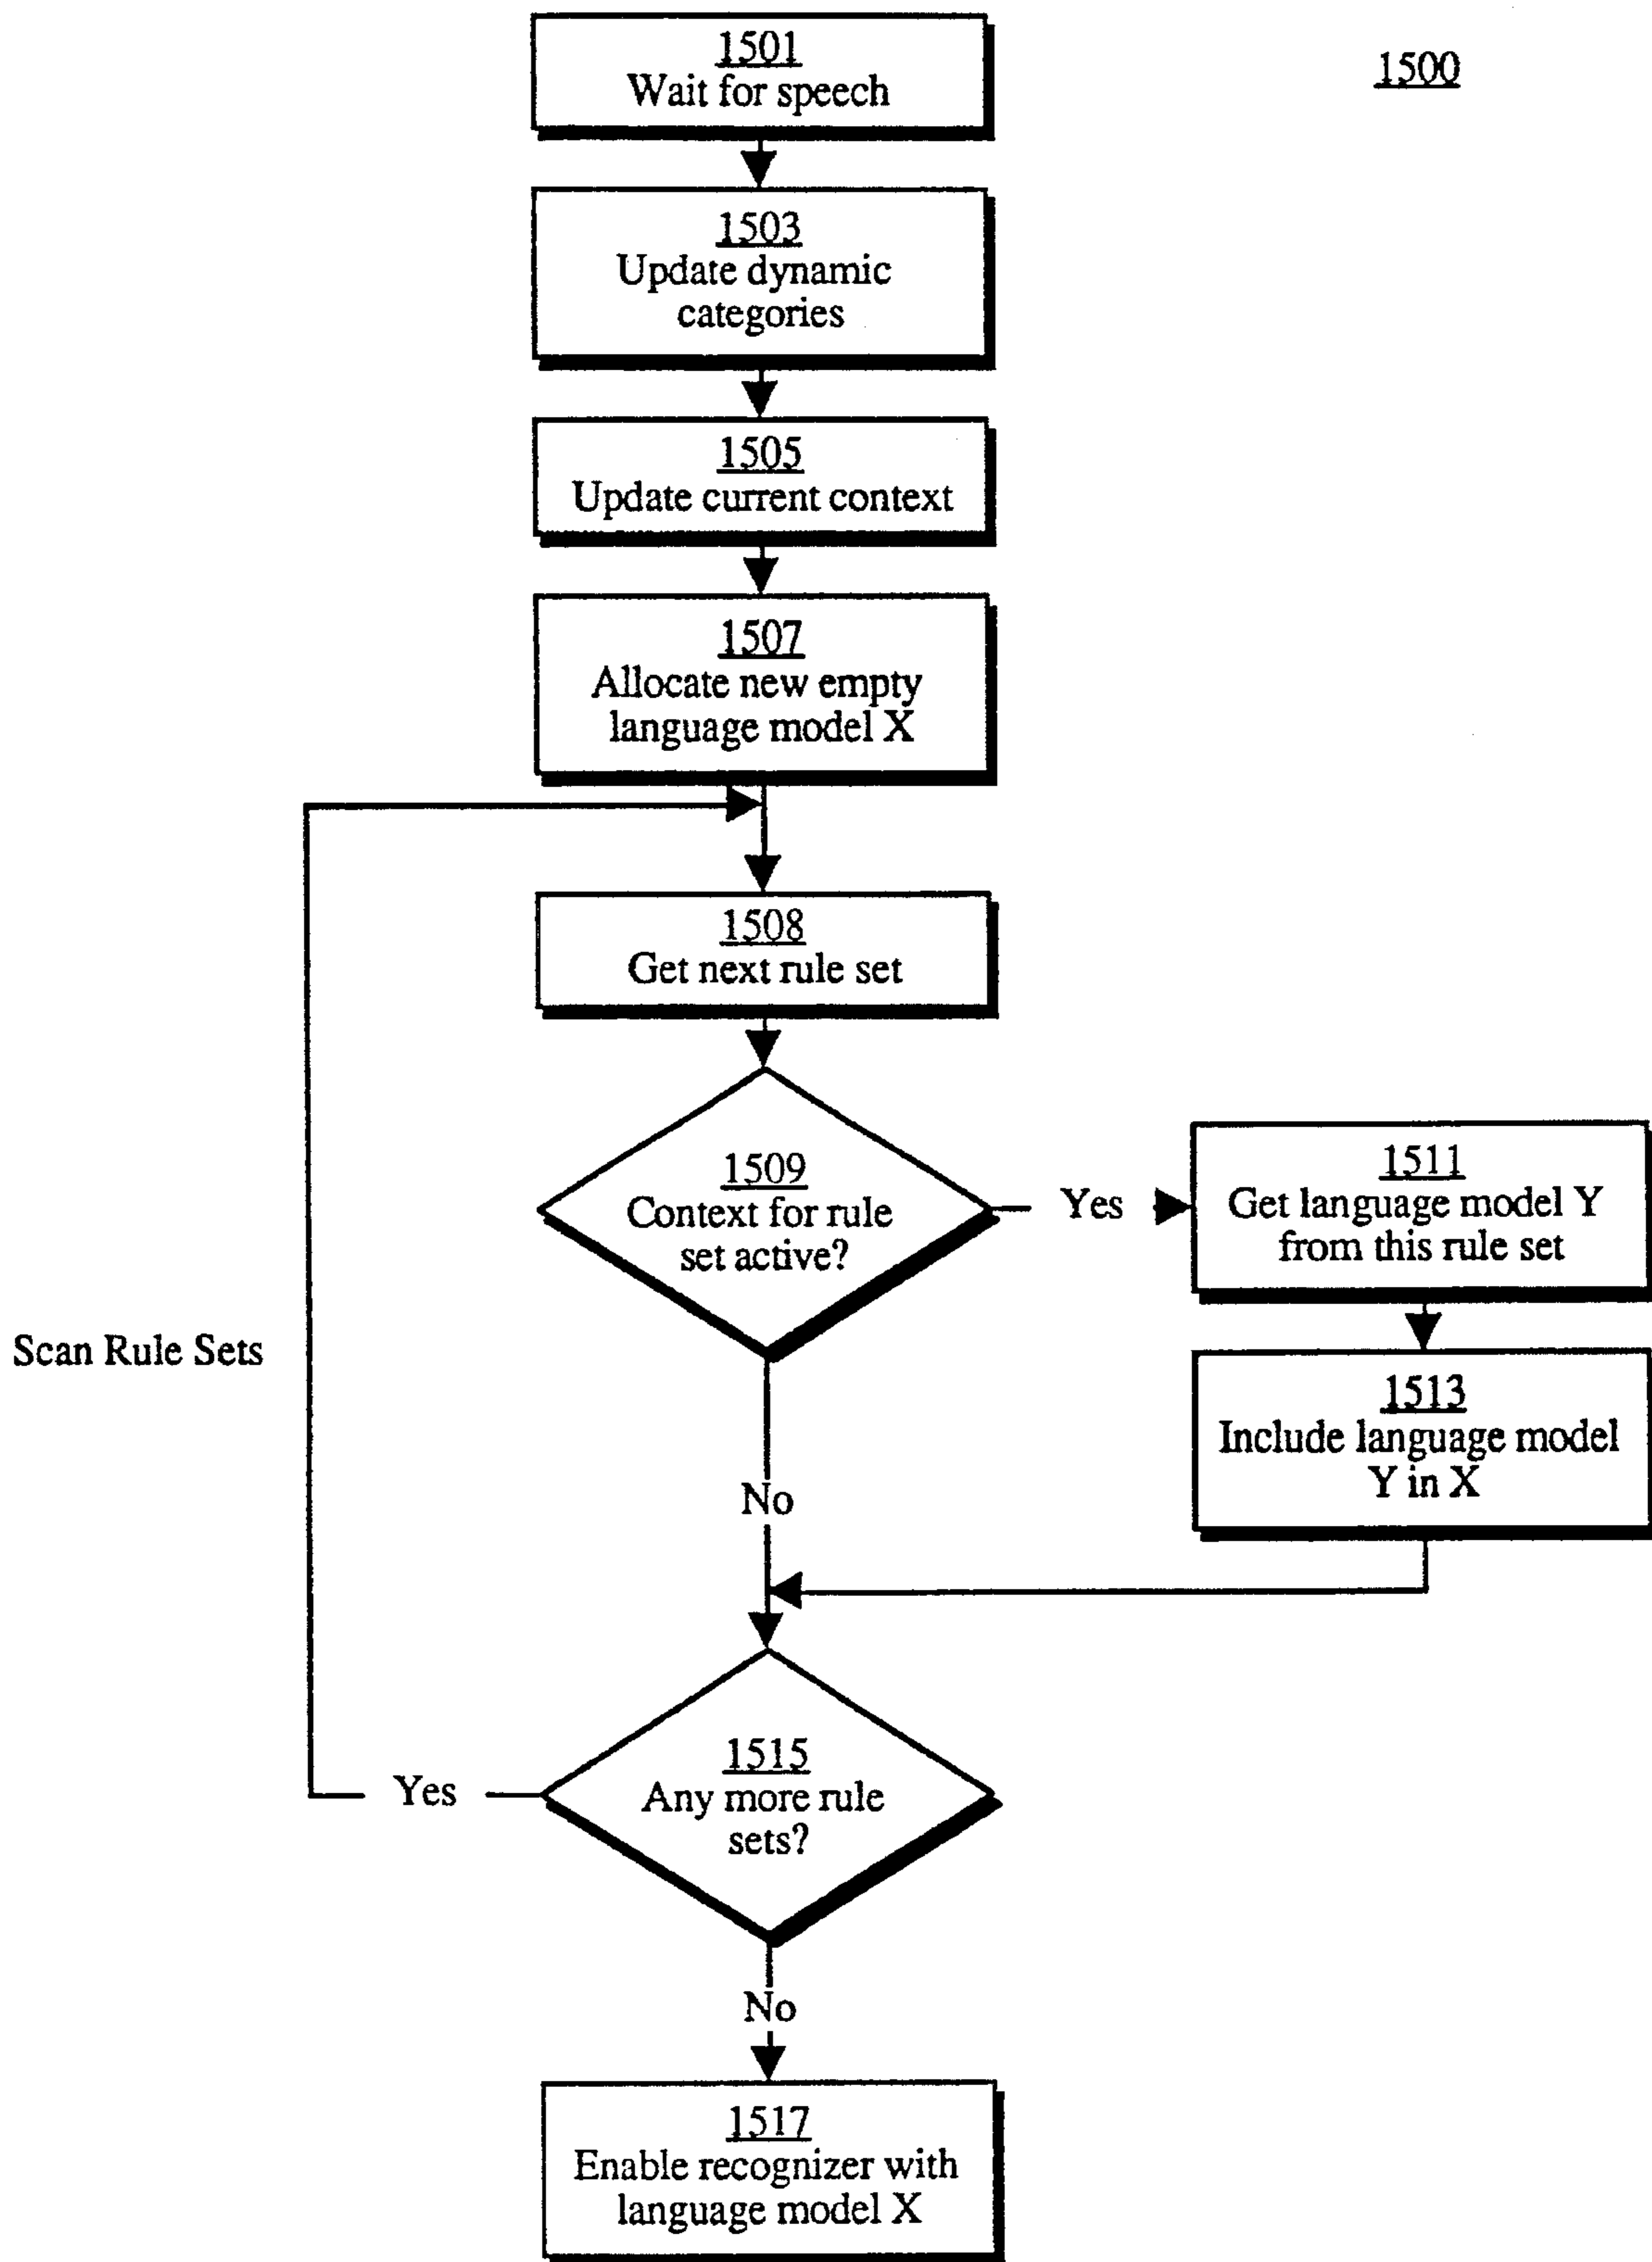 1500
1501
Wait for speech
1503
Update dynamic
categories
1505
Update current context
1507
Allocate new empty
language model X
1508
Get next rule set
1509
Context for rule
set active?
Yes
1511
Get language model Y
from this rule set
1513
Include language model
Y in X
Scan Rule Sets
No
1515
Any more rule
sets?
Yes
No
1517
Enable recognizer with
language model X